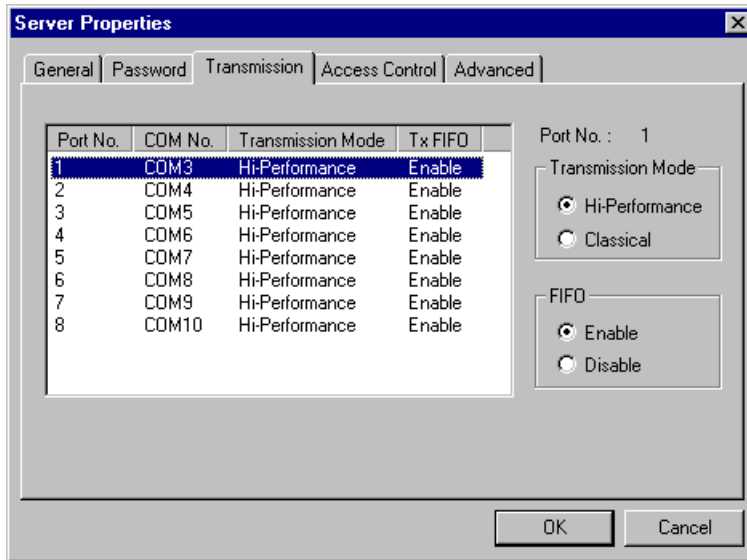 Server Properties
General Password Transmission Access Control Advanced
Port No. COM No. Transmission Mode Tx FIFO
1 COM3 Hi-Performance Enable
2 COM4 Hi-Performance Enable
3 COM5 Hi-Performance Enable
4 COM6 Hi-Performance Enable
5 COM7 Hi-Performance Enable
6 COM8 Hi-Performance Enable
7 COM9 Hi-Performance Enable
8 COM10 Hi-Performance Enable
Port No. : 1
Transmission Mode
Hi-Performance
Classical
FIFO
Enable
Disable
OK Cancel